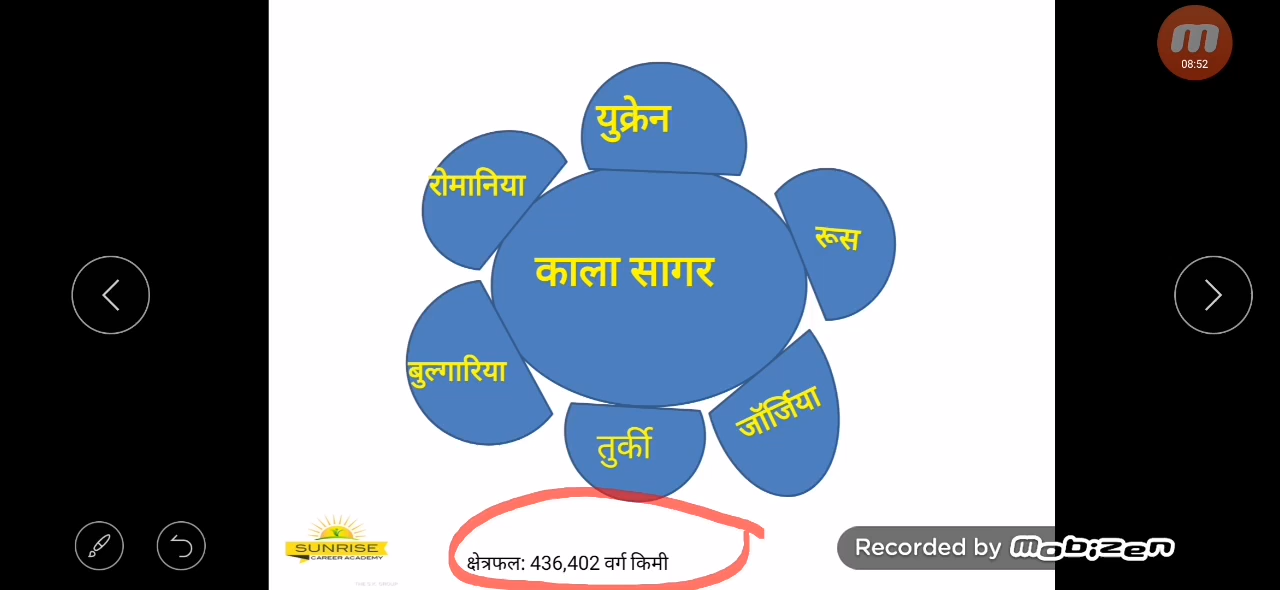 08:52
युक्रेन
रोमानिया
रूस
काला सागर
बुल्गारिया
जॉर्जिया
तुर्की
SUNRISE
CAREER ACADEMY
क्षेत्रफल: 436,402 वर्ग किमी
Recorded by mobizen